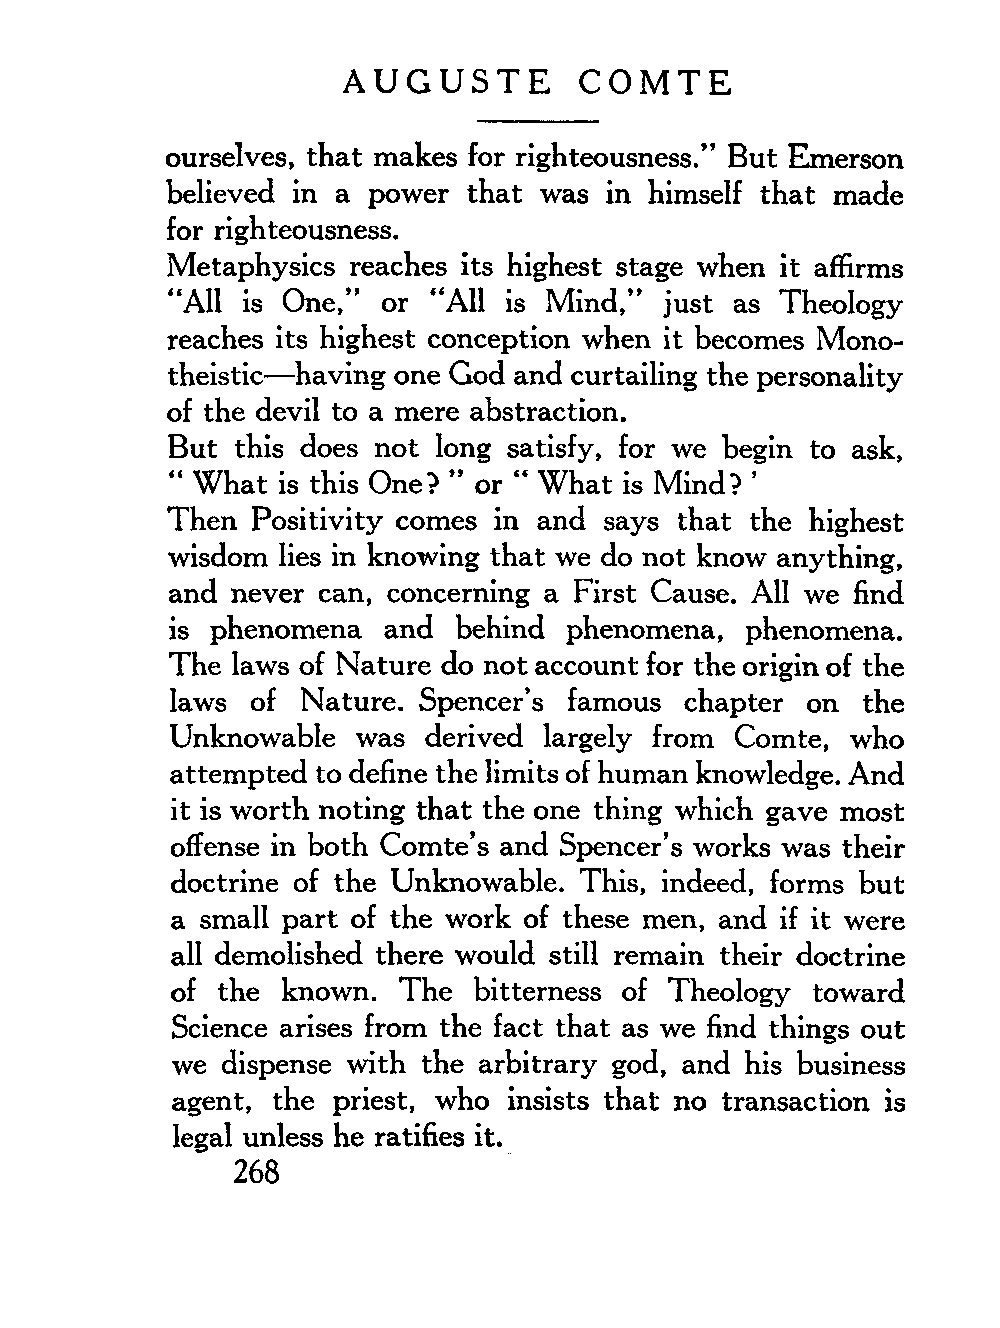 AUGUSTE COMTE
ourselves, that makes for righteousness.” But Emerson
believed in a power that was in himself that made
for righteousness.
Metaphysics reaches its highest stage when it affirms
“All is One,” or “All is Mind,” just as Theology
reaches its highest conception when it becomes Mono-
theistic—having one God and curtailing the personality
of the devil to a mere abstraction.
But this does not long satisfy, for we begin to ask,
“ What is this One? ” or “ What is Mind? ’
Then Positivity comes in and says that the highest
wisdom lies in knowing that we do not know anything,
and never can, concerning a First Cause. All we find
is phenomena and behind phenomena, phenomena.
The laws of Nature do not account for the origin of the
laws of Nature. Spencer’s famous chapter on the
Unknowable was derived largely from Comte, who
attempted to define the limits of human knowledge. And
it is worth noting that the one thing which gave most
offense in both Comte’s and Spencer’s works was their
doctrine of the Unknowable. This, indeed, forms but
a small part of the work of these men, and if it were
all demolished there would still remain their doctrine
of the known. The bitterness of Theology toward
Science arises from the fact that as we find things out
we dispense with the arbitrary god, and his business
agent, the priest, who insists that no transaction is
legal unless he ratifies it.
268